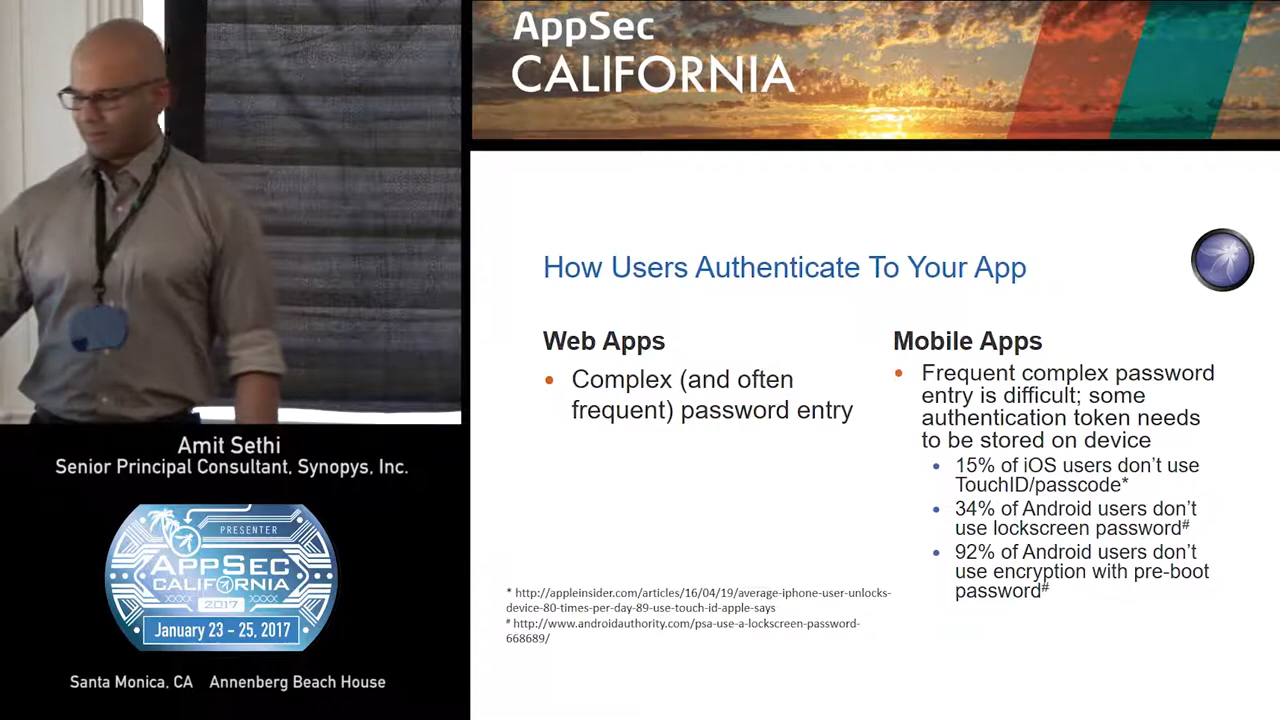 AppSec
CALIFORNIA
How Users Authenticate To Your App
Web Apps
• Complex (and often
frequent) password entry
Mobile Apps
• Frequent complex password
entry is difficult; some
authentication token needs
to be stored on device
• 15% of iOS users don't use
TouchID/passcode*
• 34% of Android users don't
use lockscreen password#
• 92% of Android users don't
use encryption with pre-boot
password#
* http://appleinsider.com/articles/16/04/19/average-iphone-user-unlocks-
device-80-times-per-day-89-use-touch-id-apple-says
# http://www.androidauthority.com/psa-use-a-lockscreen-password-
668689/
Amit Sethi
Senior Principal Consultant, Synopys, Inc.
PRESENTER
APPSEC
CALIFORNIA
XXXX 2017 XXXX
January 23 - 25, 2017
Santa Monica, CA Annenberg Beach House